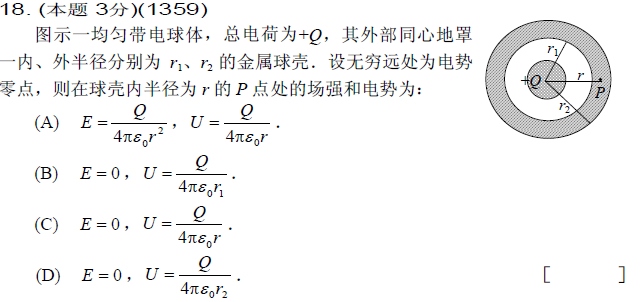 18. (本题 3分)(1359)
图示一均匀带电球体，总电荷为+Q，其外部同心地罩
一内、外半径分别为 r₁、r₂ 的金属球壳．设无穷远处为电势
零点，则在球壳内半径为 r 的 P 点处的场强和电势为：
(A) E = Q/(4πε₀r²)，U = Q/(4πε₀r)．
(B) E = 0，U = Q/(4πε₀r₁)．
(C) E = 0，U = Q/(4πε₀r)．
(D) E = 0，U = Q/(4πε₀r₂)．
[ ]
r₁
+Q
r
P
r₂